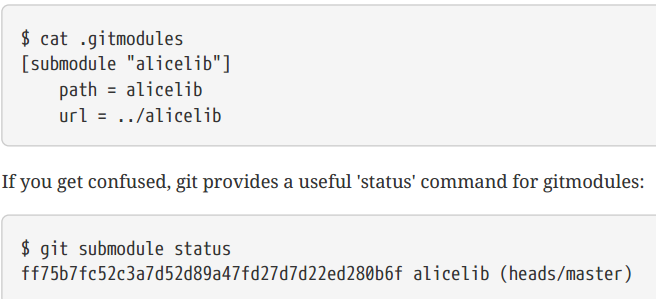 $ cat .gitmodules
[submodule "alicelib"]
    path = alicelib
    url = ../alicelib
If you get confused, git provides a useful 'status' command for gitmodules:
$ git submodule status
ff75b7fc52c3a7d52d89a47fd27d7d22ed280b6f alicelib (heads/master)